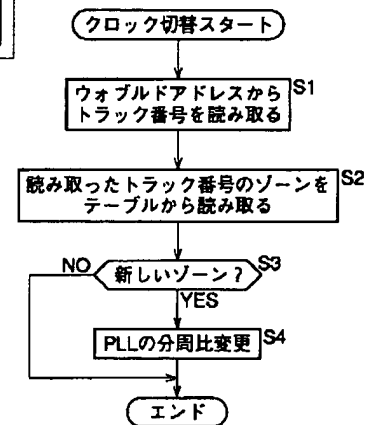 クロック切替スタート
ウォブルドアドレスから
トラック番号を読み取る
S1
読み取ったトラック番号のゾーンを
テーブルから読み取る
S2
新しいゾーン?
S3
NO
YES
PLLの分周比変更
S4
エンド